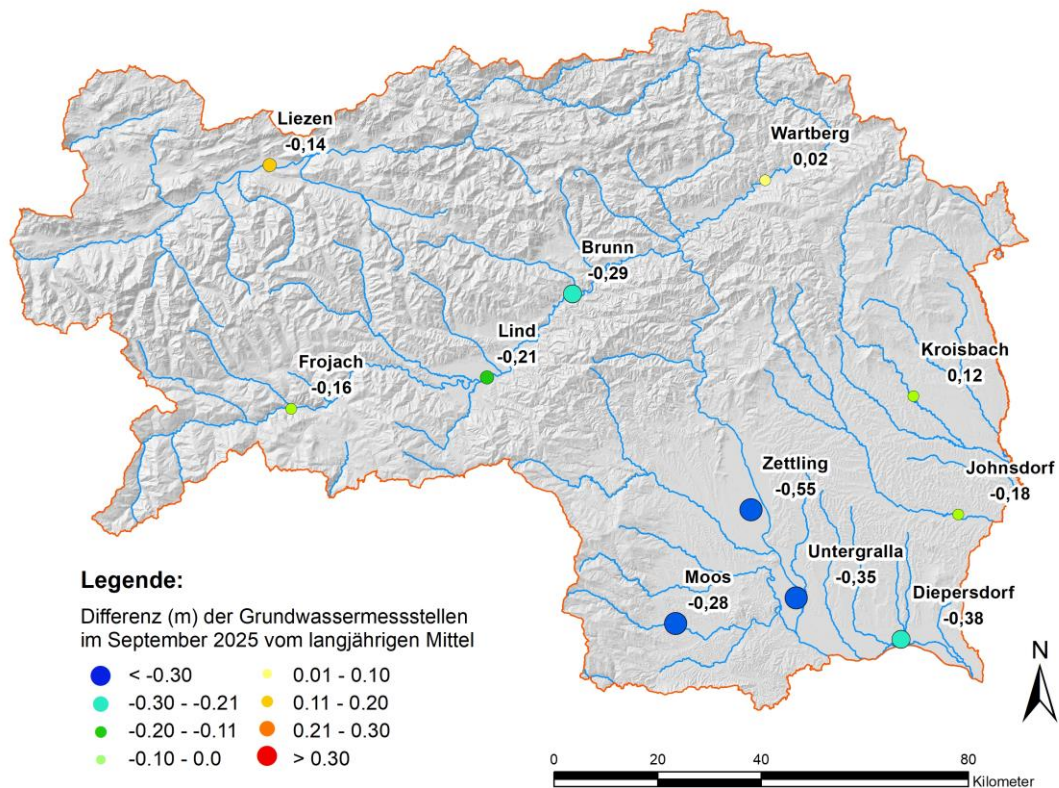 Liezen
-0,14
Wartberg
0,02
Brunn
-0,29
Lind
-0,21
Frojach
-0,16
Kroisbach
0,12
Zettling
-0,55
Johnsdorf
-0,18
Untergralla
-0,35
Moos
-0,28
Diepersdorf
-0,38
Legende:
Differenz (m) der Grundwassermessstellen
im September 2025 vom langjährigen Mittel
< -0.30
0.01 - 0.10
-0.30 - -0.21
0.11 - 0.20
-0.20 - -0.11
0.21 - 0.30
-0.10 - 0.0
> 0.30
N
0 20 40 60 80
Kilometer